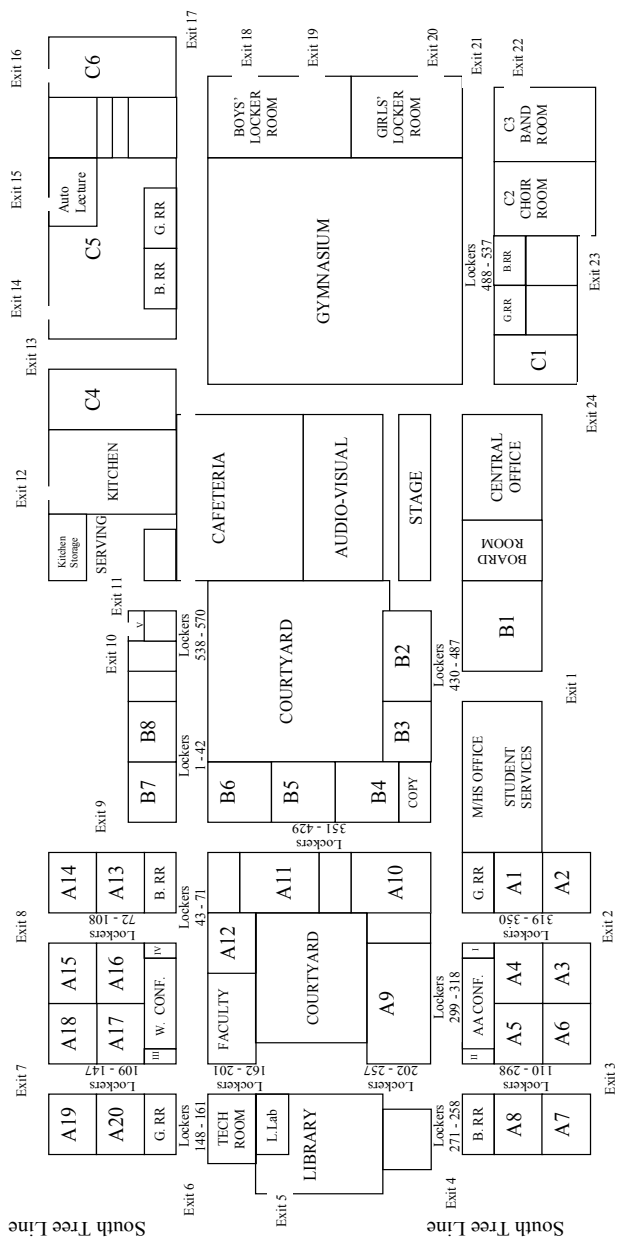 Exit 16
Exit 17
C6
Exit 15
Auto
Lecture
C5
B. RR
G. RR
Exit 14
Exit 13
C4
Exit 12
KITCHEN
Kitchen
Storage
SERVING
Exit 11
V
Exit 10
Lockers
538 - 570
B8
B7
Lockers
1 - 42
Exit 9
A14
A13
B. RR
Exit 8
72 - 108
Lockers
Lockers
43 - 71
A15
A16
IV
A18
A17
W. CONF.
III
Exit 7
109 - 147
Lockers
A19
A20
G. RR
Lockers
148 - 161
Exit 6
South Tree Line
Exit 18
Exit 19
Exit 20
BOYS'
LOCKER
ROOM
GIRLS'
LOCKER
ROOM
GYMNASIUM
CAFETERIA
AUDIO-VISUAL
STAGE
COURTYARD
B2
B3
B6
B5
B4
COPY
351 - 429
Lockers
A11
A10
A12
FACULTY
COURTYARD
A9
162 - 201
Lockers
202 - 257
Lockers
TECH
ROOM
L.Lab
LIBRARY
Exit 5
Exit 4
Exit 21
Exit 22
C3
BAND
ROOM
C2
CHOIR
ROOM
Lockers
488 - 537
B.RR
G.RR
Exit 23
C1
Exit 24
CENTRAL
OFFICE
BOARD
ROOM
B1
Lockers
430 - 487
Exit 1
M/HS OFFICE
STUDENT
SERVICES
G. RR
A1
A2
Exit 2
319 - 350
Lockers
Lockers
299 - 318
I
A4
A3
AA CONF.
II
A5
A6
110 - 298
Lockers
Exit 3
B. RR
A8
A7
Lockers
271 - 258
South Tree Line